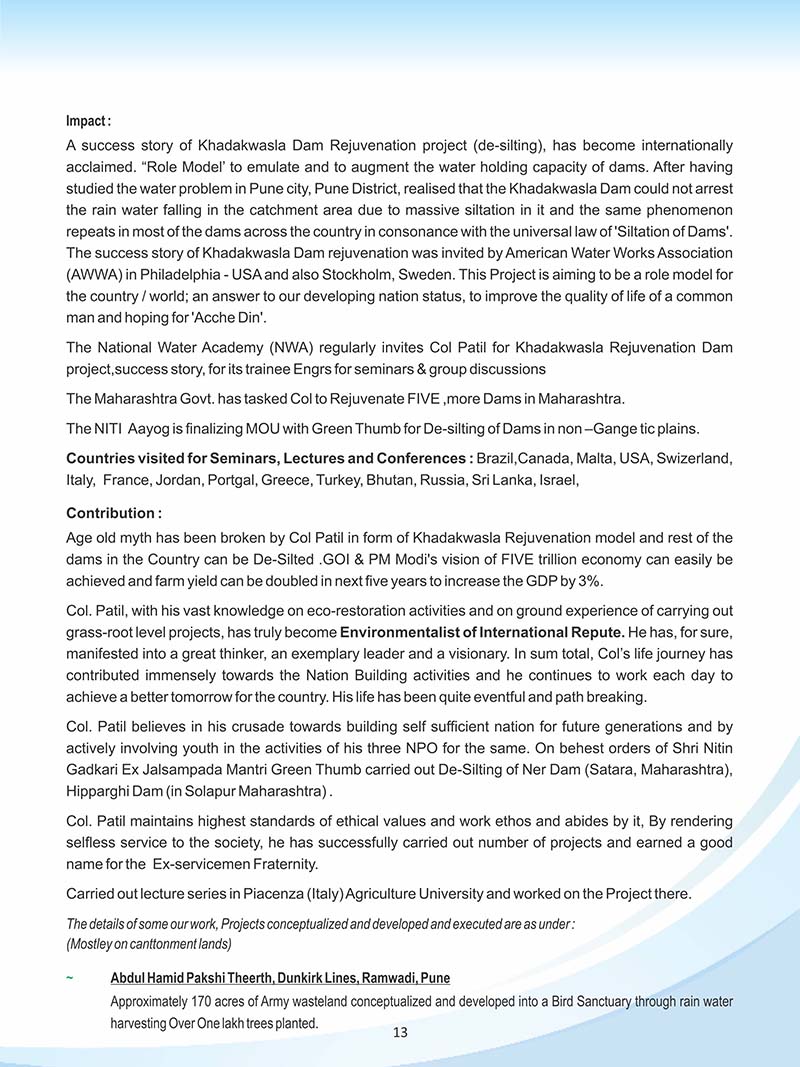 Impact :
A success story of Khadakwasla Dam Rejuvenation project (de-silting), has become internationally
acclaimed. “Role Model’ to emulate and to augment the water holding capacity of dams. After having
studied the water problem in Pune city, Pune District, realised that the Khadakwasla Dam could not arrest
the rain water falling in the catchment area due to massive siltation in it and the same phenomenon
repeats in most of the dams across the country in consonance with the universal law of 'Siltation of Dams'.
The success story of Khadakwasla Dam rejuvenation was invited by American Water Works Association
(AWWA) in Philadelphia - USA and also Stockholm, Sweden. This Project is aiming to be a role model for
the country / world; an answer to our developing nation status, to improve the quality of life of a common
man and hoping for 'Acche Din'.
The National Water Academy (NWA) regularly invites Col Patil for Khadakwasla Rejuvenation Dam
project,success story, for its trainee Engrs for seminars & group discussions
The Maharashtra Govt. has tasked Col to Rejuvenate FIVE ,more Dams in Maharashtra.
The NITI Aayog is finalizing MOU with Green Thumb for De-silting of Dams in non –Gange tic plains.
Countries visited for Seminars, Lectures and Conferences : Brazil,Canada, Malta, USA, Swizerland,
Italy, France, Jordan, Portgal, Greece, Turkey, Bhutan, Russia, Sri Lanka, Israel,
Contribution :
Age old myth has been broken by Col Patil in form of Khadakwasla Rejuvenation model and rest of the
dams in the Country can be De-Silted .GOI & PM Modi's vision of FIVE trillion economy can easily be
achieved and farm yield can be doubled in next five years to increase the GDP by 3%.
Col. Patil, with his vast knowledge on eco-restoration activities and on ground experience of carrying out
grass-root level projects, has truly become Environmentalist of International Repute. He has, for sure,
manifested into a great thinker, an exemplary leader and a visionary. In sum total, Col’s life journey has
contributed immensely towards the Nation Building activities and he continues to work each day to
achieve a better tomorrow for the country. His life has been quite eventful and path breaking.
Col. Patil believes in his crusade towards building self sufficient nation for future generations and by
actively involving youth in the activities of his three NPO for the same. On behest orders of Shri Nitin
Gadkari Ex Jalsampada Mantri Green Thumb carried out De-Silting of Ner Dam (Satara, Maharashtra),
Hipparghi Dam (in Solapur Maharashtra) .
Col. Patil maintains highest standards of ethical values and work ethos and abides by it, By rendering
selfless service to the society, he has successfully carried out number of projects and earned a good
name for the Ex-servicemen Fraternity.
Carried out lecture series in Piacenza (Italy) Agriculture University and worked on the Project there.
The details of some our work, Projects conceptualized and developed and executed are as under :
(Mostley on canttonment lands)
~ Abdul Hamid Pakshi Theerth, Dunkirk Lines, Ramwadi, Pune
Approximately 170 acres of Army wasteland conceptualized and developed into a Bird Sanctuary through rain water
harvesting Over One lakh trees planted.
13